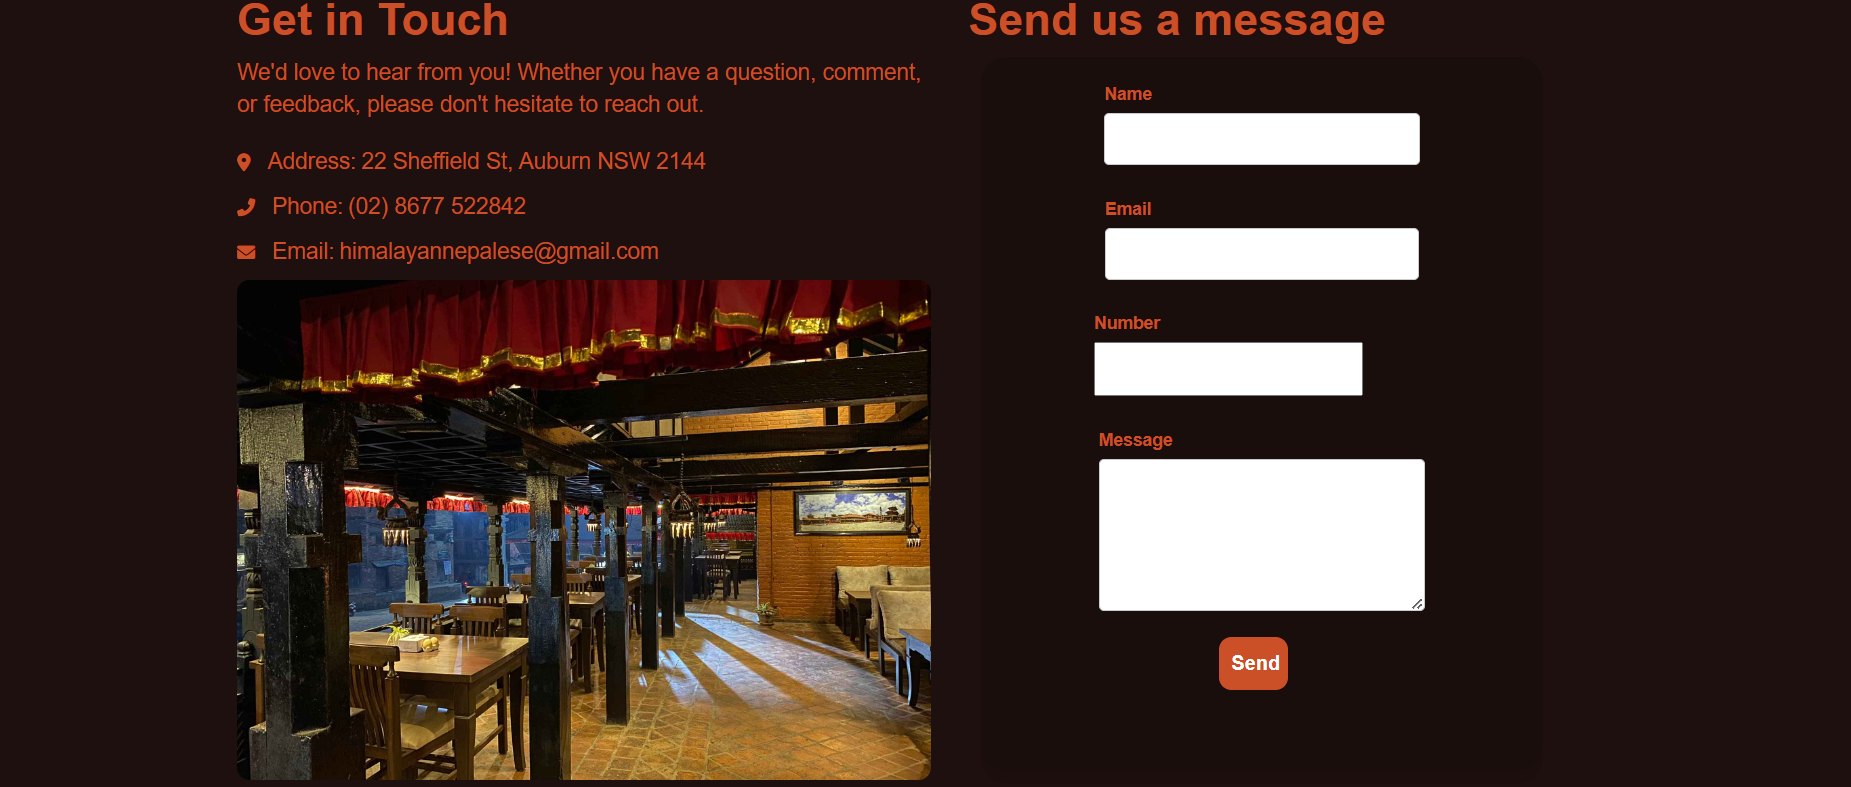 Get in Touch
We'd love to hear from you! Whether you have a question, comment,
or feedback, please don't hesitate to reach out.
Address: 22 Sheffield St, Auburn NSW 2144
Phone: (02) 8677 522842
Email: himalayannepalese@gmail.com
Send us a message
Name
Email
Number
Message
Send